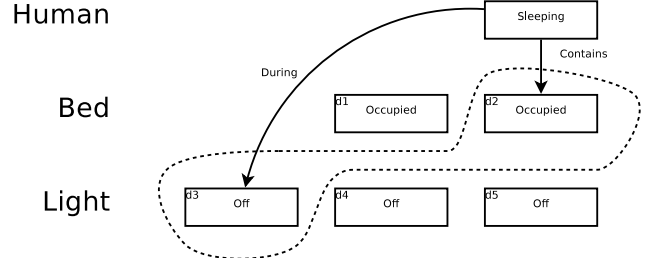 Human
Sleeping
During
Contains
Bed
d1
Occupied
d2
Occupied
Light
d3
Off
d4
Off
d5
Off